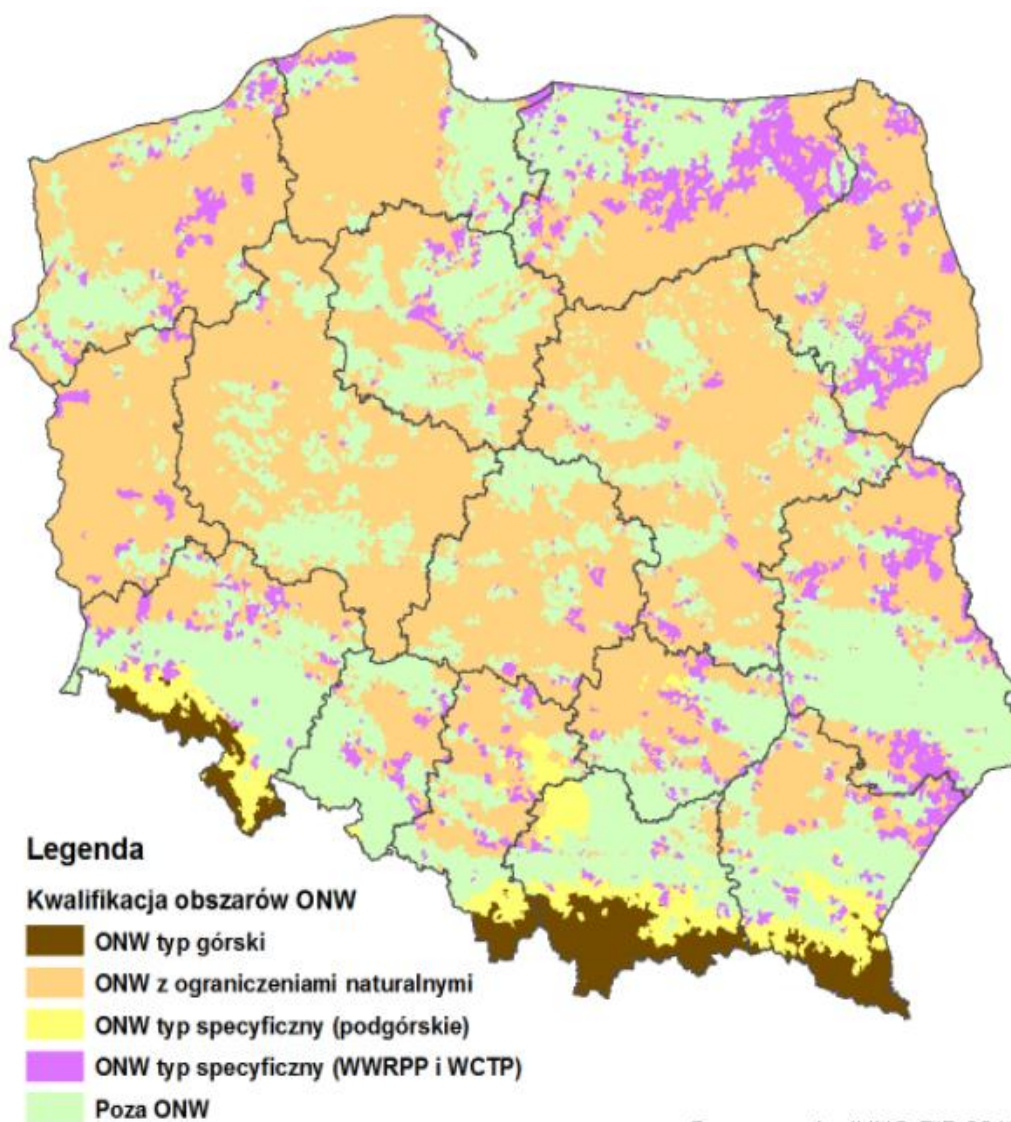 Legenda
Kwalifikacja obszarów ONW
ONW typ górski
ONW z ograniczeniami naturalnymi
ONW typ specyficzny (podgórskie)
ONW typ specyficzny (WWRPP i WCTP)
Poza ONW